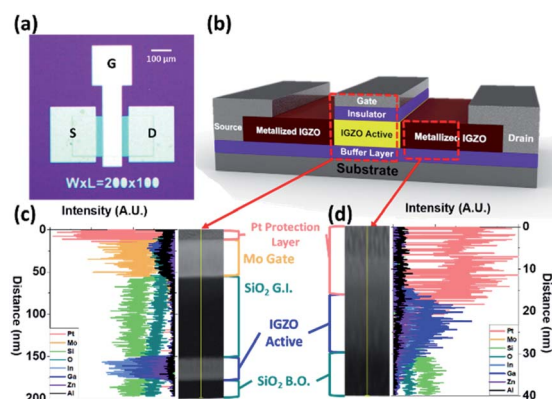 (a)
G
100 µm
S
D
WxL=200x100
(b)
Gate
Insulator
Source
Metallized IGZO
IGZO Active
Metallized IGZO
Drain
Buffer Layer
Substrate
(c)
Intensity (A.U.)
Distance (nm)
0
50
100
150
200
Pt
Mo
Si
O
In
Ga
Zn
Al
Pt Protection
Layer
Mo Gate
SiO2 G.I.
IGZO
Active
SiO2 B.O.
(d)
Intensity (A.U.)
Distance (nm)
0
10
20
30
40
Pt
Mo
Si
O
In
Ga
Zn
Al